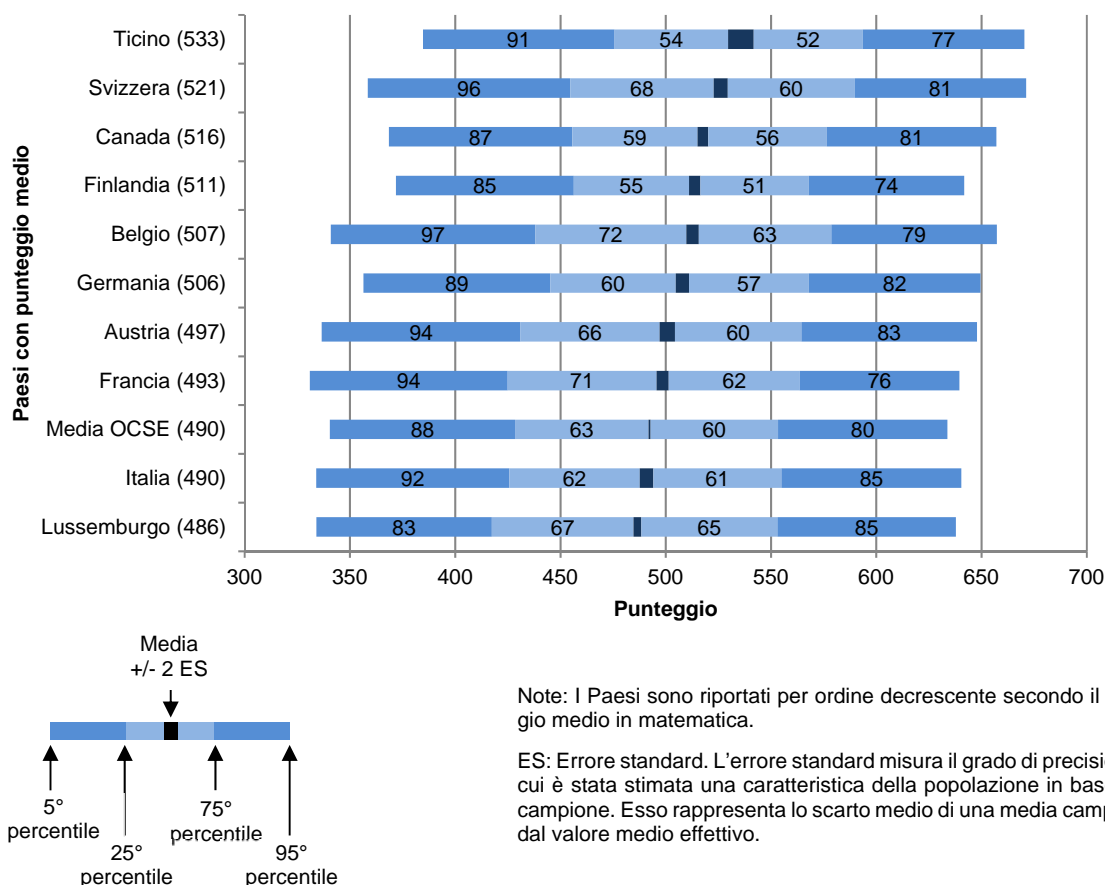 Paesi con punteggio medio
Ticino (533) 91 54 52 77
Svizzera (521) 96 68 60 81
Canada (516) 87 59 56 81
Finlandia (511) 85 55 51 74
Belgio (507) 97 72 63 79
Germania (506) 89 60 57 82
Austria (497) 94 66 60 83
Francia (493) 94 71 62 76
Media OCSE (490) 88 63 60 80
Italia (490) 92 62 61 85
Lussemburgo (486) 83 67 65 85
300 350 400 450 500 550 600 650 700
Punteggio
Media
+/- 2 ES
5°
percentile
25°
percentile
75°
percentile
95°
percentile
Note: I Paesi sono riportati per ordine decrescente secondo il
gio medio in matematica.
ES: Errore standard. L'errore standard misura il grado di
cui è stata stimata una caratteristica della popolazione in
campione. Esso rappresenta lo scarto medio di una media
dal valore medio effettivo.